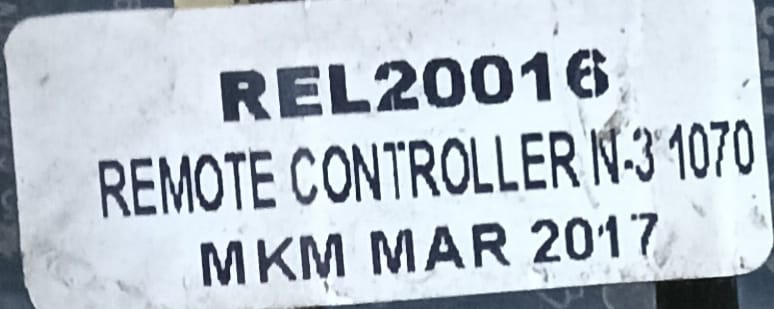 REL20016
REMOTE CONTROLLER N-3 1070
MKM MAR 2017